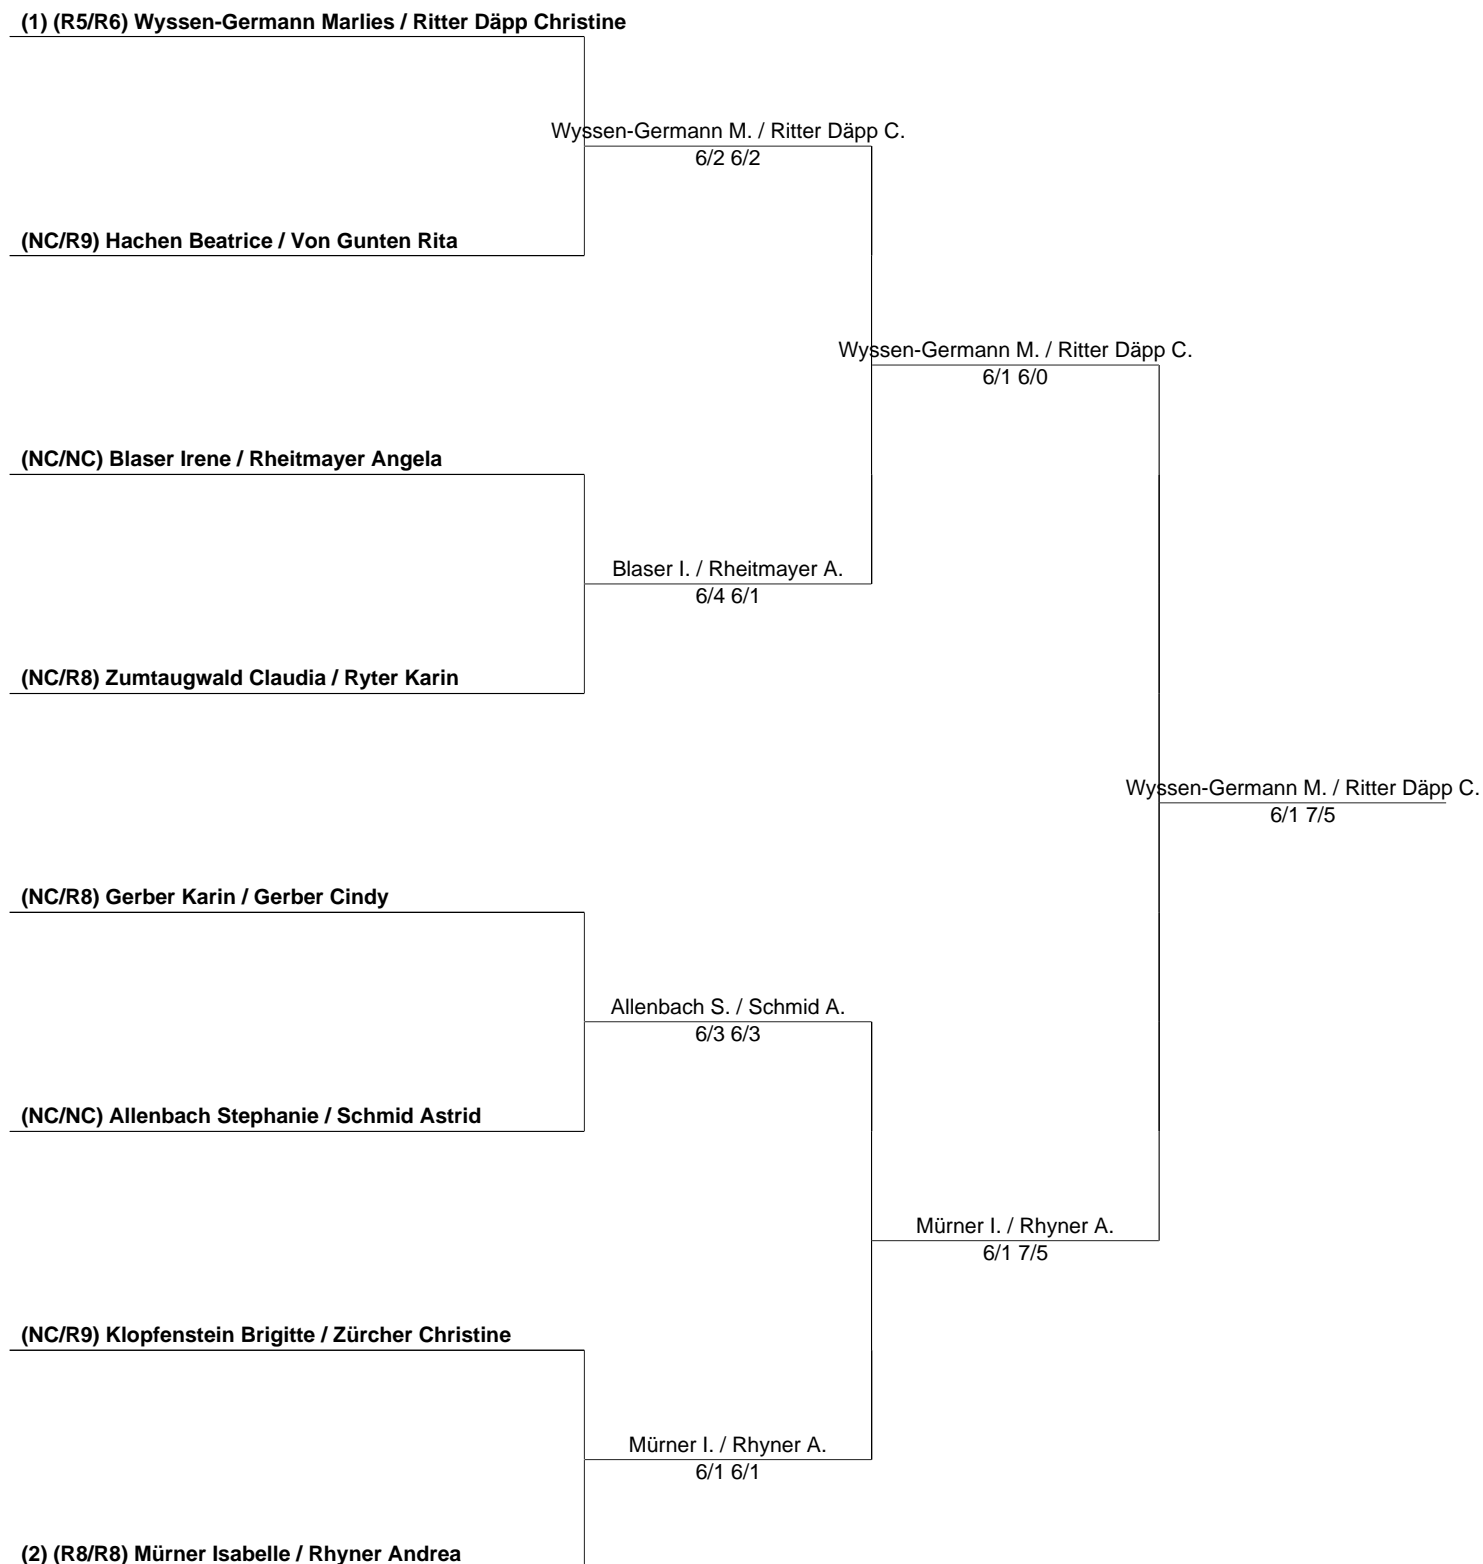 (1) (R5/R6) Wyssen-Germann Marlies / Ritter Däpp Christine
Wyssen-Germann M. / Ritter Däpp C.
6/2 6/2
(NC/R9) Hachen Beatrice / Von Gunten Rita
Wyssen-Germann M. / Ritter Däpp C.
6/1 6/0
(NC/NC) Blaser Irene / Rheitmayer Angela
Blaser I. / Rheitmayer A.
6/4 6/1
(NC/R8) Zumtaugwald Claudia / Ryter Karin
Wyssen-Germann M. / Ritter Däpp C.
6/1 7/5
(NC/R8) Gerber Karin / Gerber Cindy
Allenbach S. / Schmid A.
6/3 6/3
(NC/NC) Allenbach Stephanie / Schmid Astrid
Mürner I. / Rhyner A.
6/1 7/5
(NC/R9) Klopfenstein Brigitte / Zürcher Christine
Mürner I. / Rhyner A.
6/1 6/1
(2) (R8/R8) Mürner Isabelle / Rhyner Andrea